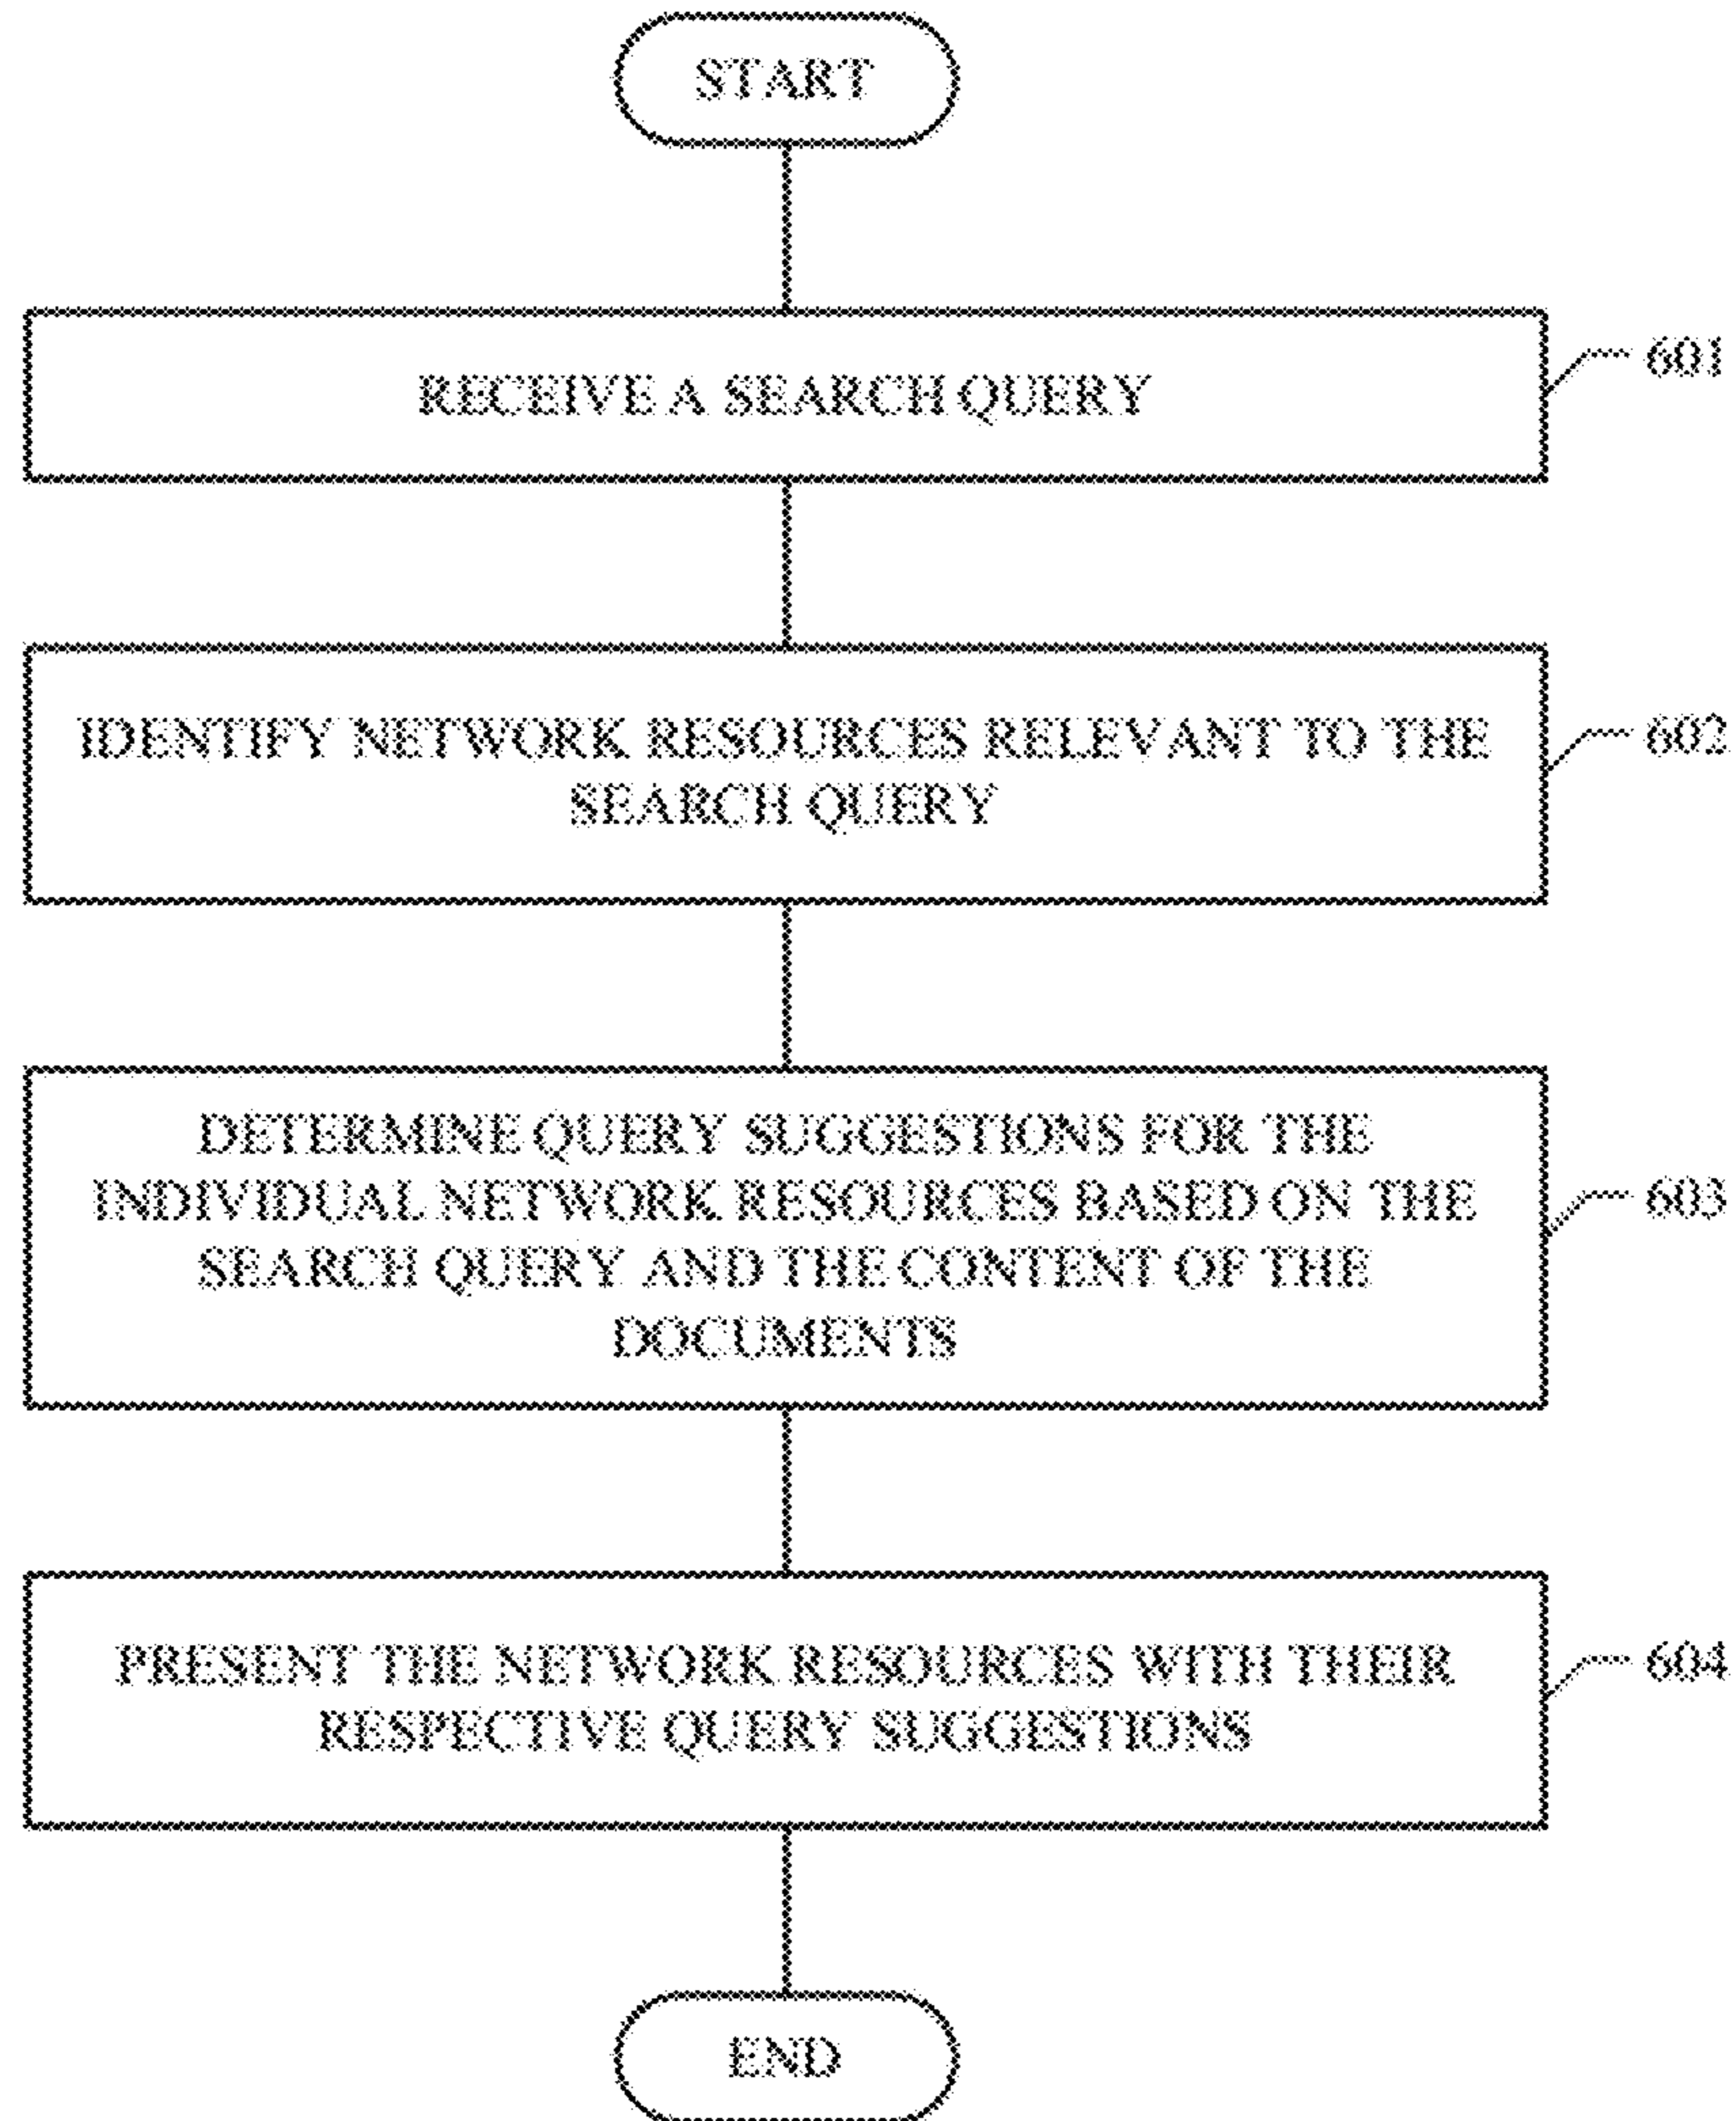 START
RECEIVE A SEARCH QUERY
601
IDENTIFY NETWORK RESOURCES RELEVANT TO THE
SEARCH QUERY
602
DETERMINE QUERY SUGGESTIONS FOR THE
INDIVIDUAL NETWORK RESOURCES BASED ON THE
SEARCH QUERY AND THE CONTENT OF THE
DOCUMENTS
603
PRESENT THE NETWORK RESOURCES WITH THEIR
RESPECTIVE QUERY SUGGESTIONS
604
END